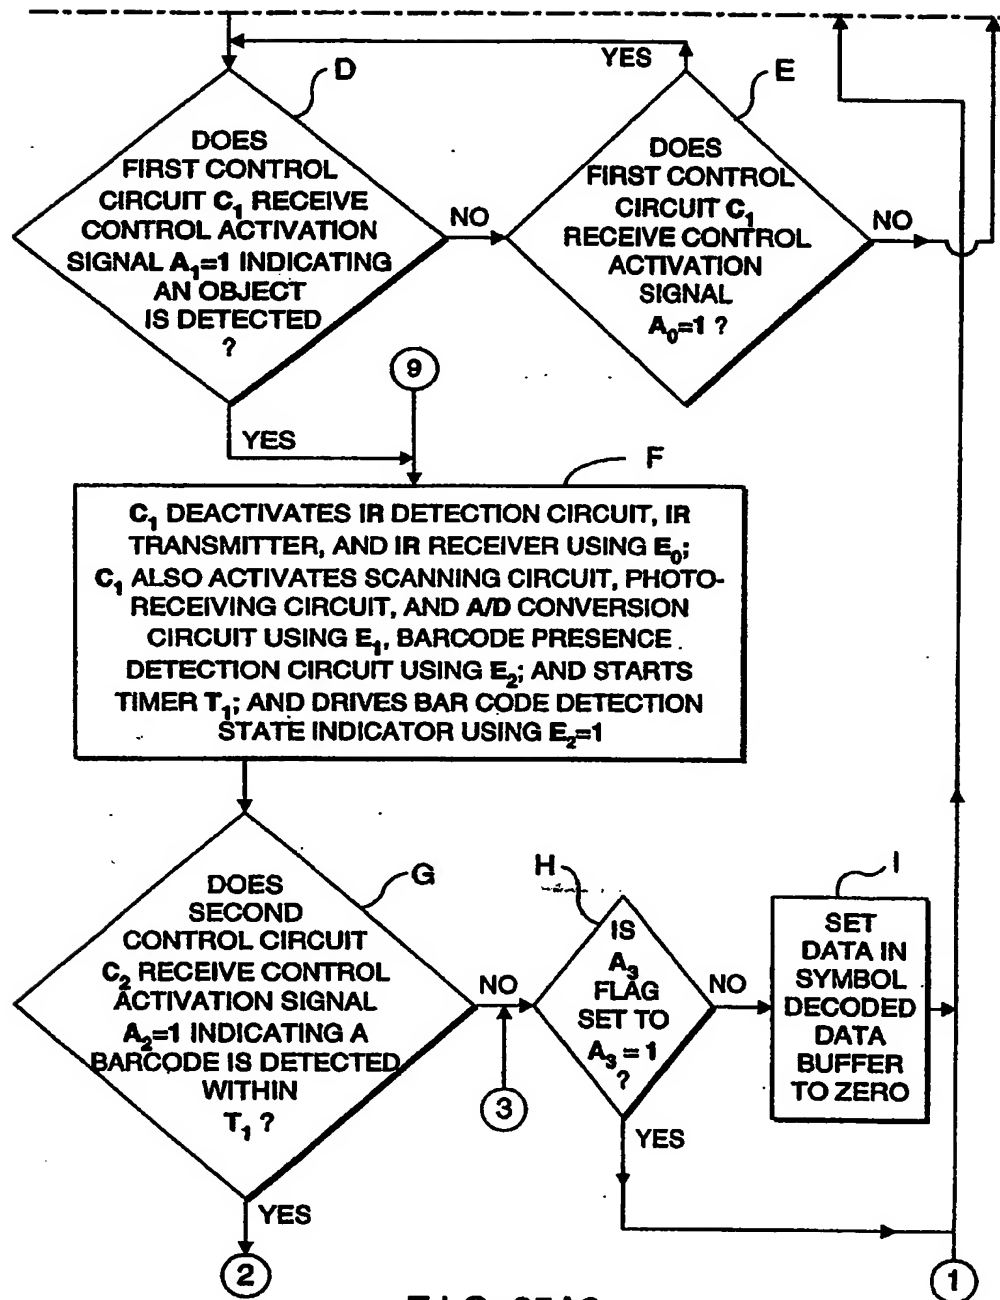 YES
D
E
DOES
FIRST CONTROL
CIRCUIT C₁ RECEIVE
CONTROL ACTIVATION
SIGNAL A₁=1 INDICATING
AN OBJECT
IS DETECTED
?
NO
DOES
FIRST CONTROL
CIRCUIT C₁
RECEIVE CONTROL
ACTIVATION
SIGNAL
A₀=1 ?
NO
9
YES
F
C₁ DEACTIVATES IR DETECTION CIRCUIT, IR
TRANSMITTER, AND IR RECEIVER USING E₀;
C₁ ALSO ACTIVATES SCANNING CIRCUIT, PHOTO-
RECEIVING CIRCUIT, AND A/D CONVERSION
CIRCUIT USING E₁, BARCODE PRESENCE
DETECTION CIRCUIT USING E₂; AND STARTS
TIMER T₁; AND DRIVES BAR CODE DETECTION
STATE INDICATOR USING E₂=1
G
DOES
SECOND
CONTROL CIRCUIT
C₂ RECEIVE CONTROL
ACTIVATION SIGNAL
A₂=1 INDICATING A
BARCODE IS DETECTED
WITHIN
T₁ ?
NO
3
H
IS
A₃
FLAG
SET TO
A₃ = 1
?
NO
I
SET
DATA IN
SYMBOL
DECODED
DATA
BUFFER
TO ZERO
YES
YES
2
1